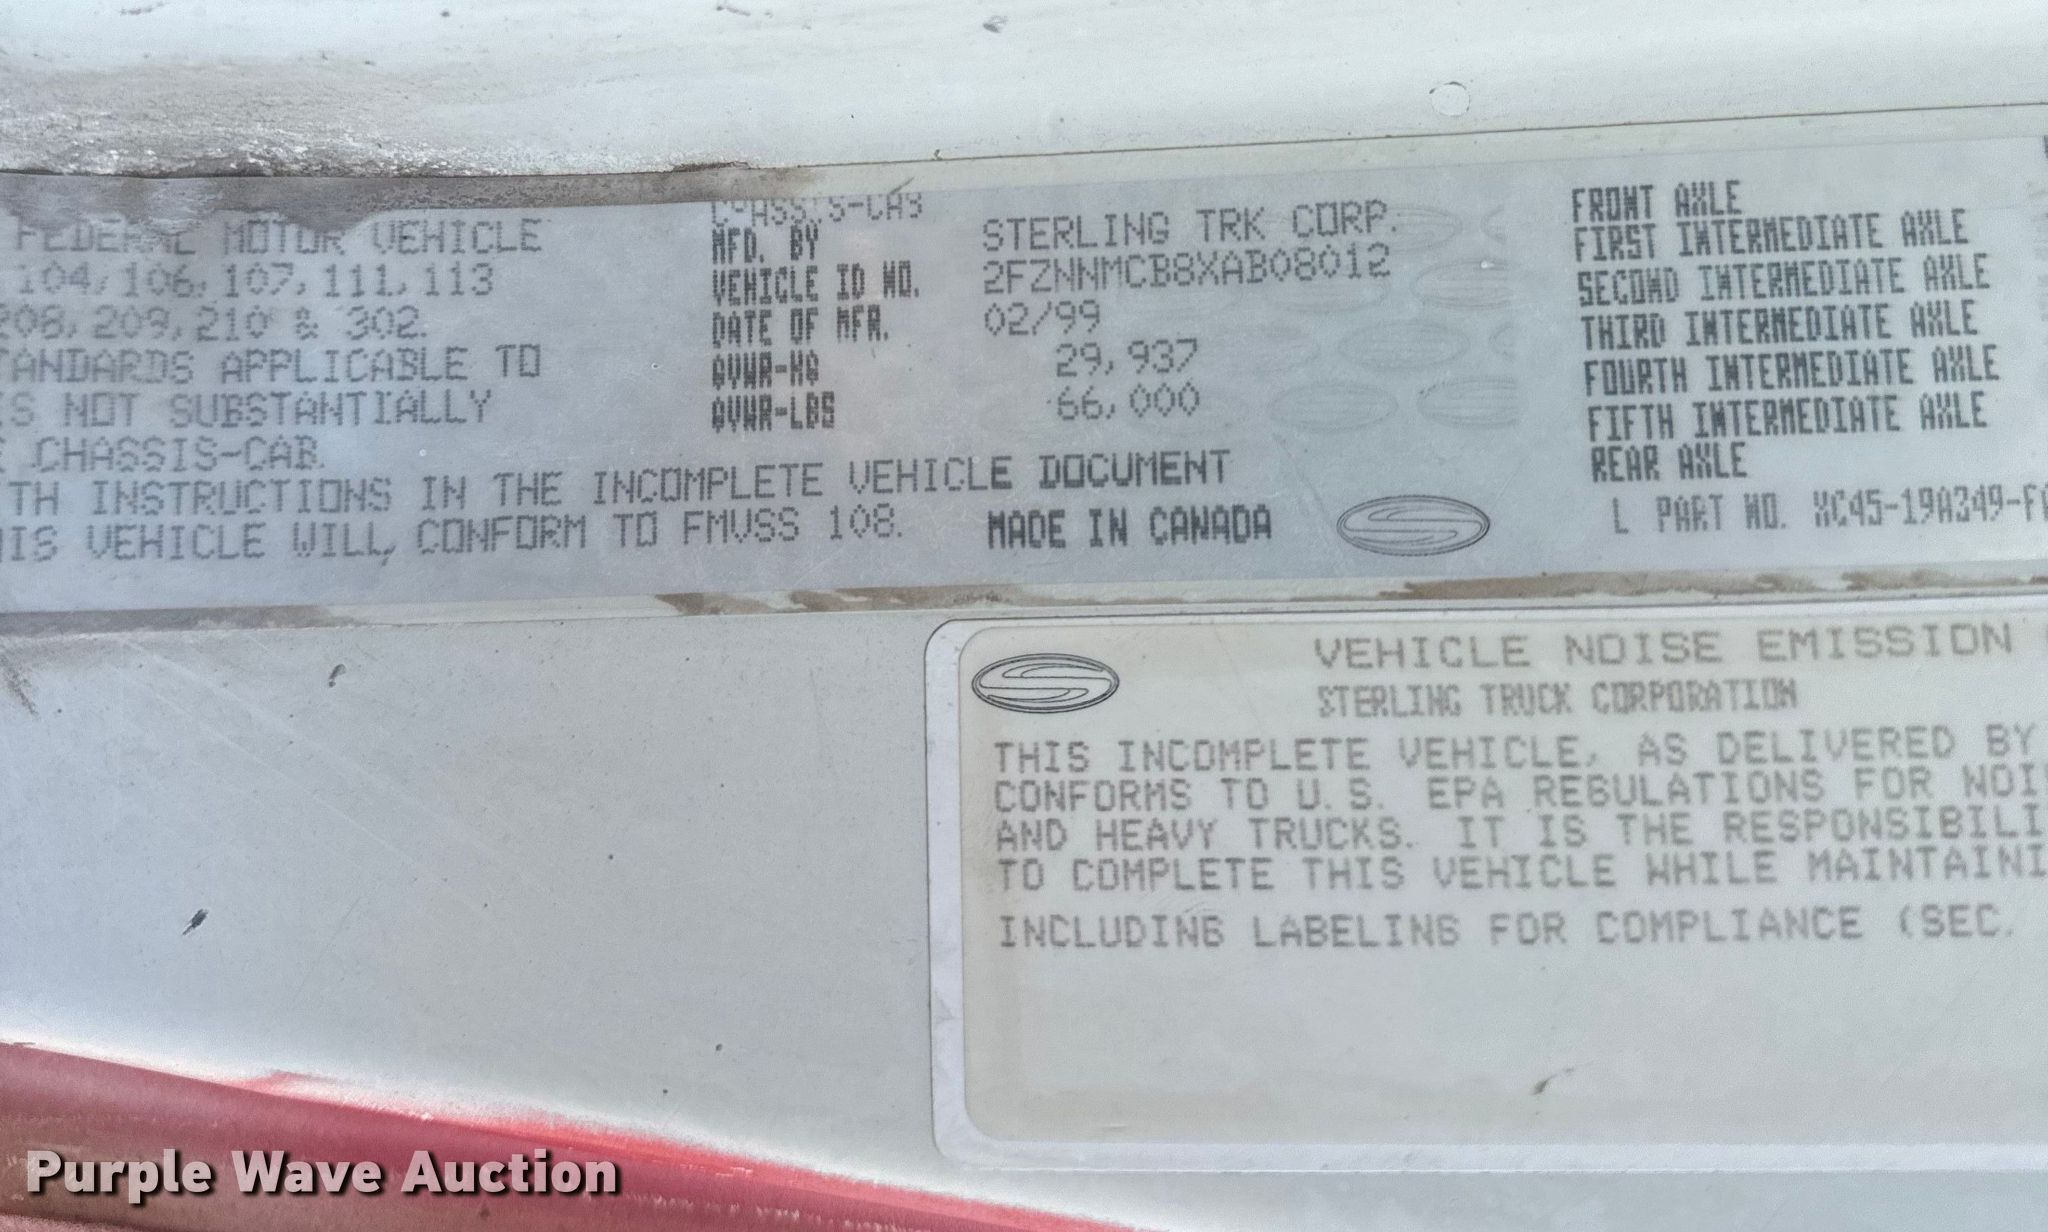 FEDERAL MOTOR VEHICLE
104, 106, 107, 111, 113
208, 209, 210 & 302.
TANDARDS APPLICABLE TO
S NOT SUBSTANTIALLY
E CHASSIS-CAB.
TH INSTRUCTIONS IN THE INCOMPLETE VEHICLE DOCUMENT
IS VEHICLE WILL CONFORM TO FMVSS 108.
CHASSIS-CAB
MFD. BY STERLING TRK CORP.
VEHICLE ID NO. 2FZNNMCB8XAB08012
DATE OF MFR. 02/99
GVWR-KG 29,937
GVWR-LBS 66,000
MADE IN CANADA
FRONT AXLE
FIRST INTERMEDIATE AXLE
SECOND INTERMEDIATE AXLE
THIRD INTERMEDIATE AXLE
FOURTH INTERMEDIATE AXLE
FIFTH INTERMEDIATE AXLE
REAR AXLE
L PART NO. XC45-19A349-F
VEHICLE NOISE EMISSION
STERLING TRUCK CORPORATION
THIS INCOMPLETE VEHICLE, AS DELIVERED BY
CONFORMS TO U.S. EPA REGULATIONS FOR NOI
AND HEAVY TRUCKS. IT IS THE RESPONSIBILI
TO COMPLETE THIS VEHICLE WHILE MAINTAINI
INCLUDING LABELING FOR COMPLIANCE (SEC.
Purple Wave Auction